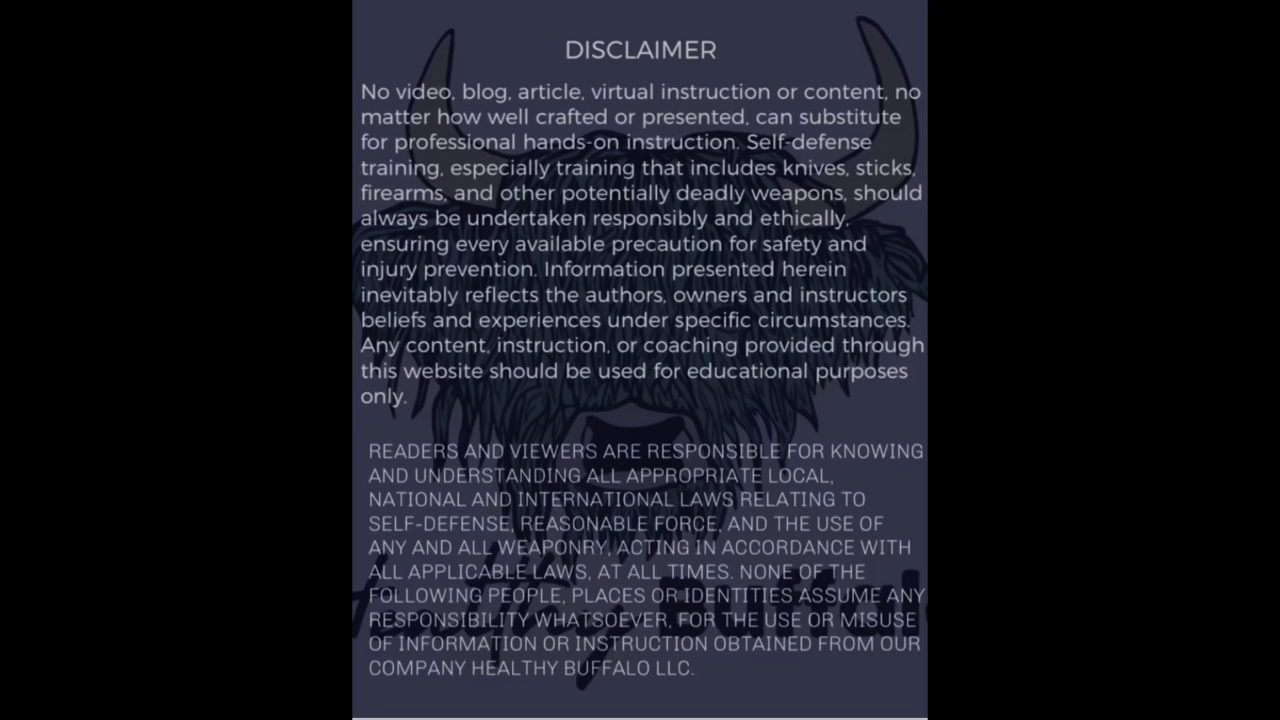 DISCLAIMER
No video, blog, article, virtual instruction or content, no
matter how well crafted or presented, can substitute
for professional hands-on instruction. Self-defense
training, especially training that includes knives, sticks,
firearms, and other potentially deadly weapons, should
always be undertaken responsibly and ethically,
ensuring every available precaution for safety and
injury prevention. Information presented herein
inevitably reflects the authors, owners and instructors
beliefs and experiences under specific circumstances.
Any content, instruction, or coaching provided through
this website should be used for educational purposes
only.
READERS AND VIEWERS ARE RESPONSIBLE FOR KNOWING
AND UNDERSTANDING ALL APPROPRIATE LOCAL,
NATIONAL AND INTERNATIONAL LAWS RELATING TO
SELF-DEFENSE, REASONABLE FORCE, AND THE USE OF
ANY AND ALL WEAPONRY, ACTING IN ACCORDANCE WITH
ALL APPLICABLE LAWS, AT ALL TIMES. NONE OF THE
FOLLOWING PEOPLE, PLACES OR IDENTITIES ASSUME ANY
RESPONSIBILITY WHATSOEVER, FOR THE USE OR MISUSE
OF INFORMATION OR INSTRUCTION OBTAINED FROM OUR
COMPANY HEALTHY BUFFALO LLC.